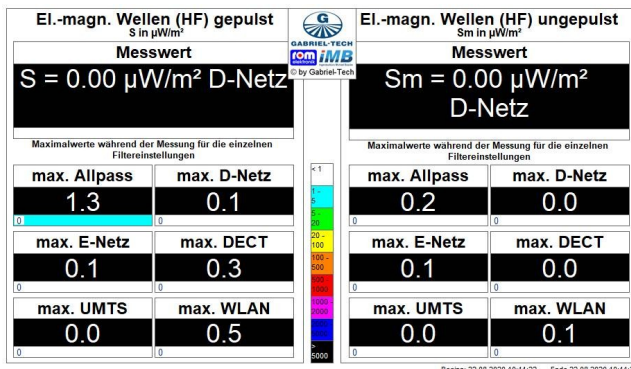 El.-magn. Wellen (HF) gepulst
S in µW/m²
Messwert
S = 0.00 µW/m² D-Netz
Maximalwerte während der Messung für die einzelnen
Filtereinstellungen
max. Allpass
max. D-Netz
1.3
0.1
0
0
max. E-Netz
max. DECT
0.1
0.3
0
0
max. UMTS
max. WLAN
0.0
0.5
0
0
G
GABRIEL-TECH
rom
elektronik
iMB
© by Gabriel-Tech
< 1
1 -
5
5 -
20
20 -
100
100 -
500
500 -
1000
1000 -
2000
>
5000
El.-magn. Wellen (HF) ungepulst
Sm in µW/m²
Messwert
Sm = 0.00 µW/m²
D-Netz
Maximalwerte während der Messung für die einzelnen
Filtereinstellungen
max. Allpass
max. D-Netz
0.2
0.0
0
0
max. E-Netz
max. DECT
0.1
0.0
0
0
max. UMTS
max. WLAN
0.0
0.1
0
0